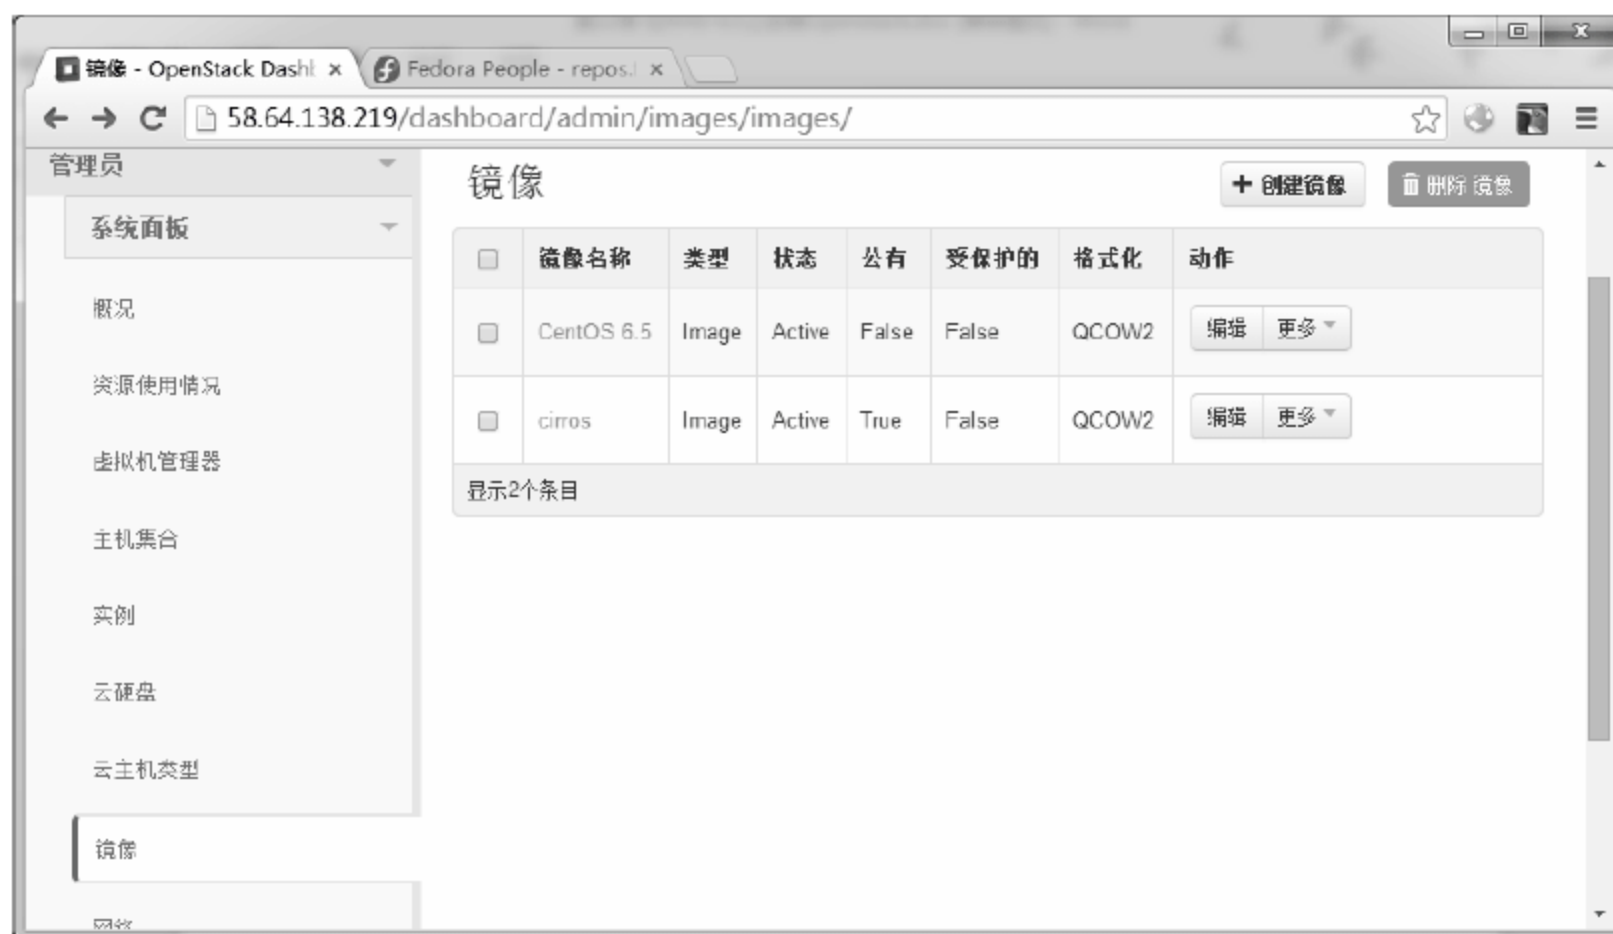 镜像 - OpenStack Dash
Fedora People - repos.
58.64.138.219/dashboard/admin/images/images/
管理员
系统面板
概况
资源使用情况
虚拟机管理器
主机集合
实例
云硬盘
云主机类型
镜像
网络
镜像
创建镜像
删除 镜像
镜像名称 类型 状态 公有 受保护的 格式化 动作
CentOS 6.5 Image Active False False QCOW2 编辑 更多
cirros Image Active True False QCOW2 编辑 更多
显示2个条目